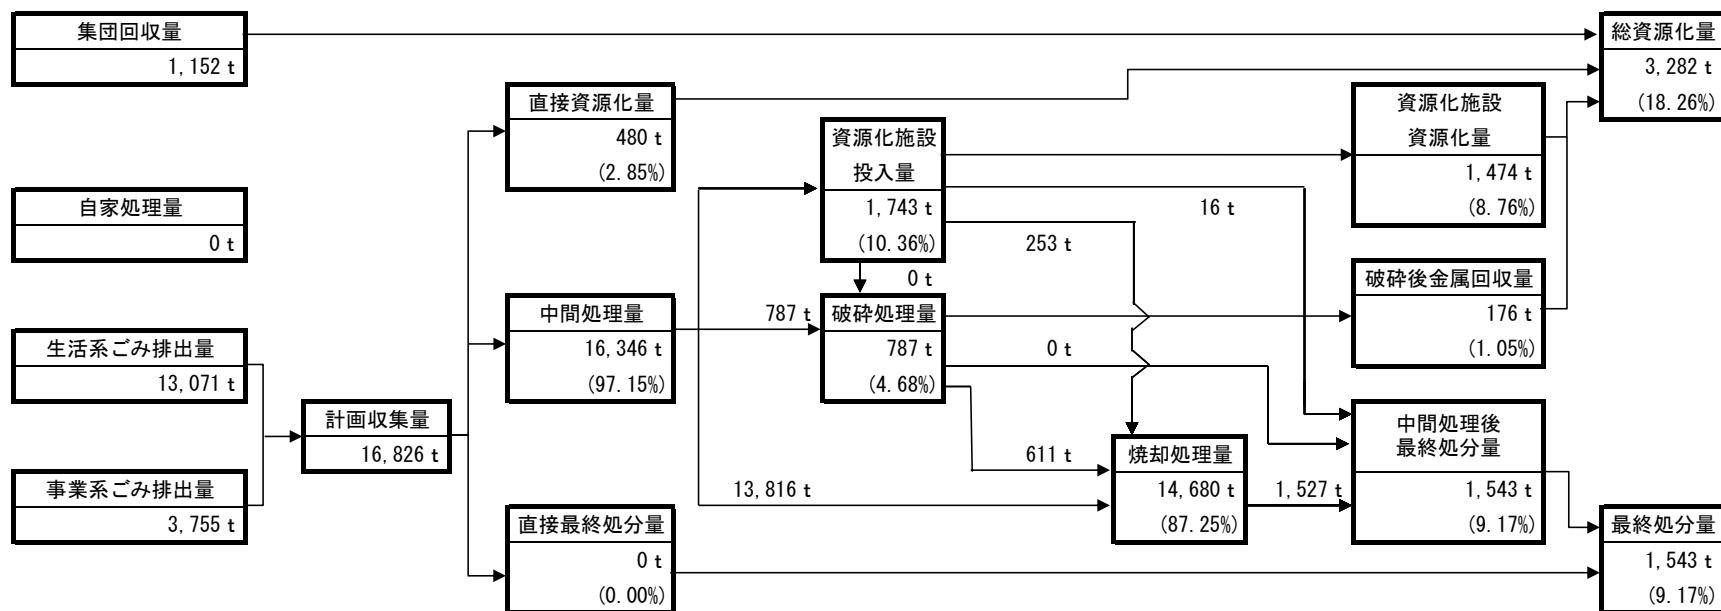 集団回収量
1,152 t
自家処理量
0 t
生活系ごみ排出量
13,071 t
事業系ごみ排出量
3,755 t
計画収集量
16,826 t
直接資源化量
480 t
(2.85%)
中間処理量
16,346 t
(97.15%)
直接最終処分量
0 t
(0.00%)
787 t
13,816 t
資源化施設
投入量
1,743 t
(10.36%)
0 t
破砕処理量
787 t
(4.68%)
16 t
253 t
0 t
611 t
焼却処理量
14,680 t
(87.25%)
1,527 t
資源化施設
資源化量
1,474 t
(8.76%)
破砕後金属回収量
176 t
(1.05%)
中間処理後
最終処分量
1,543 t
(9.17%)
総資源化量
3,282 t
(18.26%)
最終処分量
1,543 t
(9.17%)